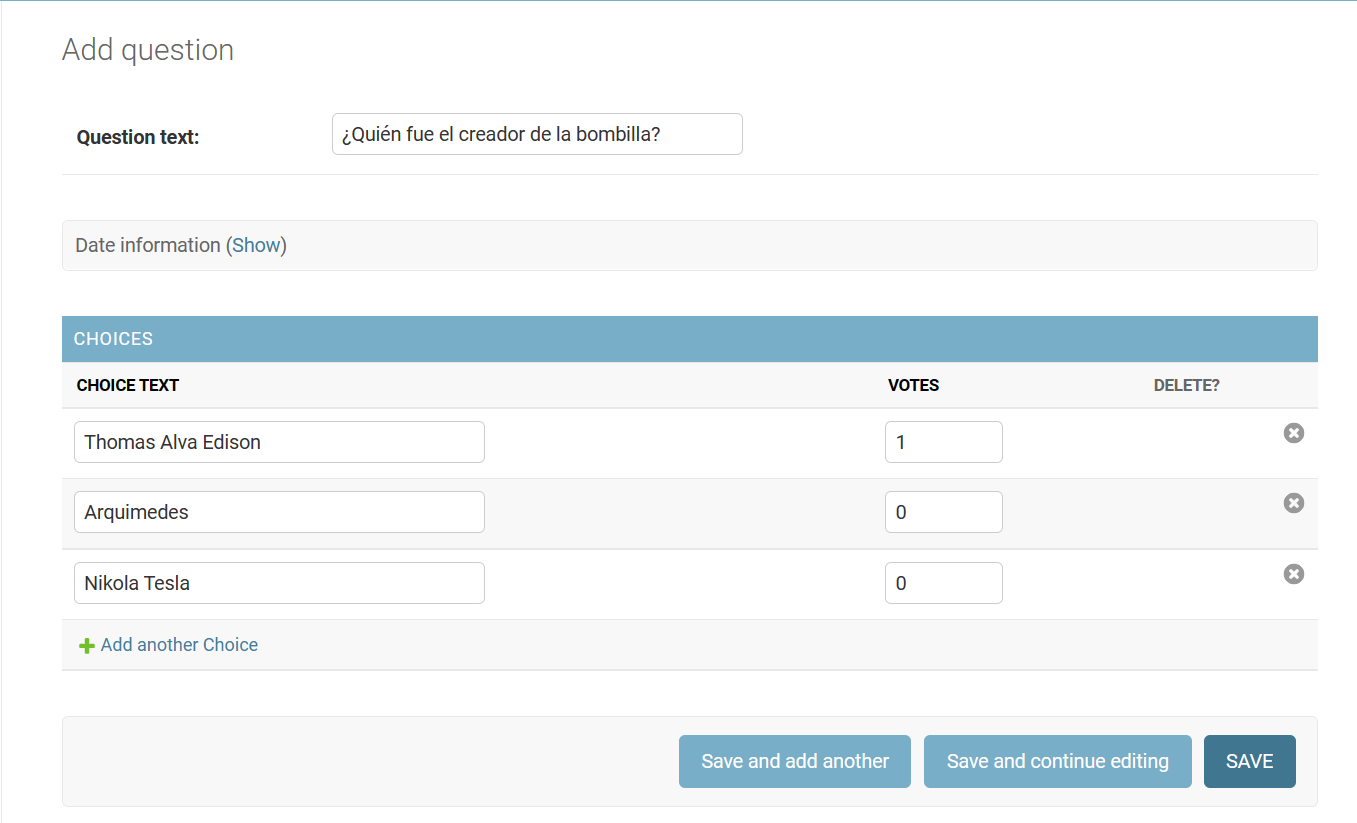 Add question
Question text: ¿Quién fue el creador de la bombilla?
Date information (Show)
CHOICES
CHOICE TEXT VOTES DELETE?
Thomas Alva Edison 1
Arquimedes 0
Nikola Tesla 0
Add another Choice
Save and add another Save and continue editing SAVE